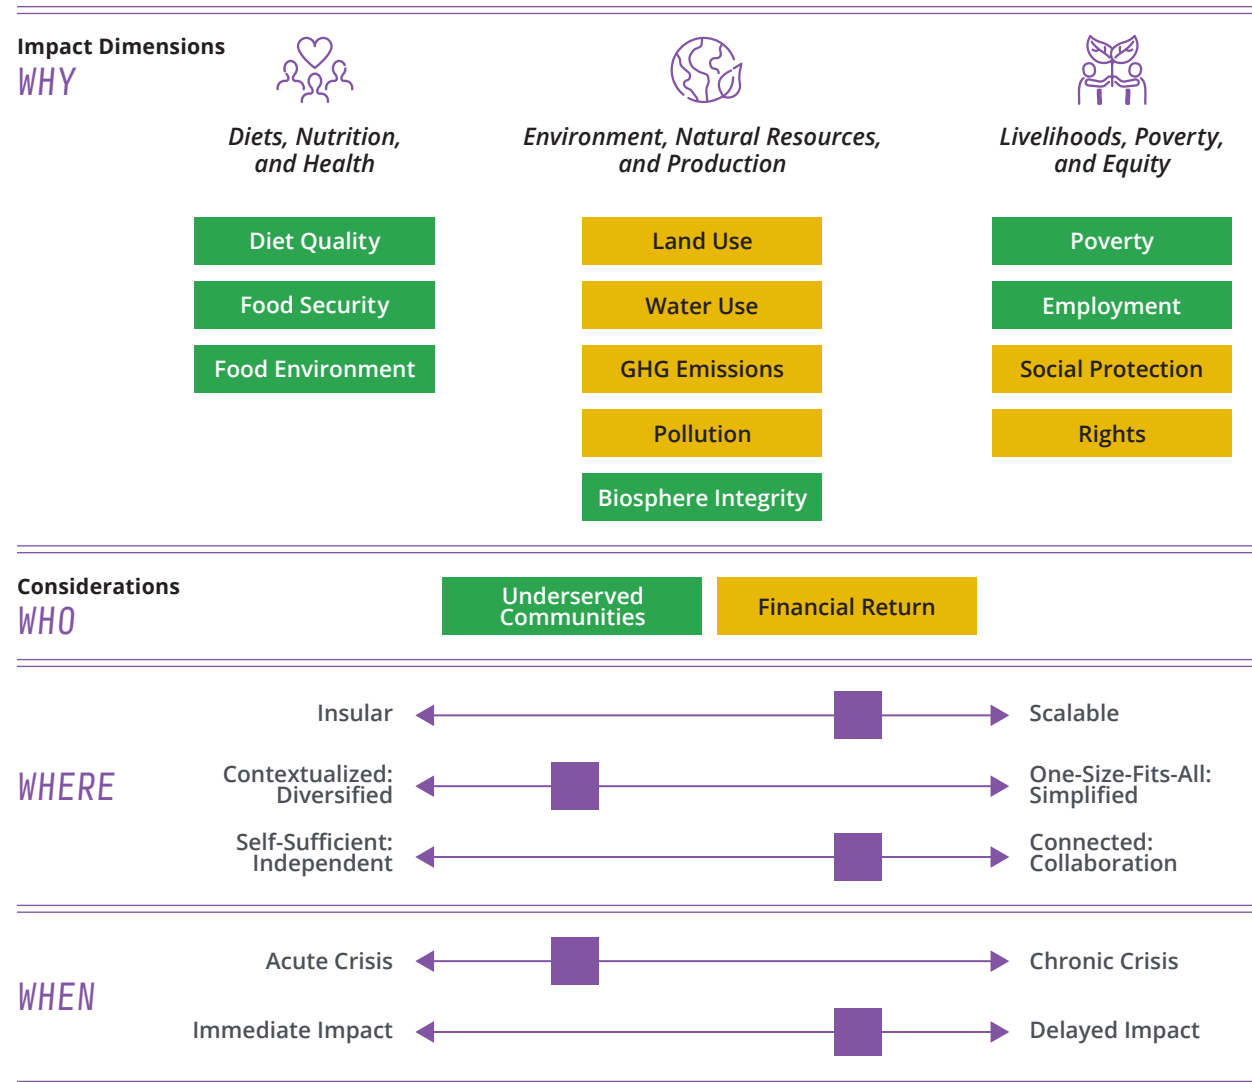 Impact Dimensions
WHY
Diets, Nutrition,
and Health
Environment, Natural Resources,
and Production
Livelihoods, Poverty,
and Equity
Diet Quality
Food Security
Food Environment
Land Use
Water Use
GHG Emissions
Pollution
Biosphere Integrity
Poverty
Employment
Social Protection
Rights
Considerations
WHO
Underserved
Communities
Financial Return
WHERE
Insular
Scalable
Contextualized:
Diversified
One-Size-Fits-All:
Simplified
Self-Sufficient:
Independent
Connected:
Collaboration
WHEN
Acute Crisis
Chronic Crisis
Immediate Impact
Delayed Impact